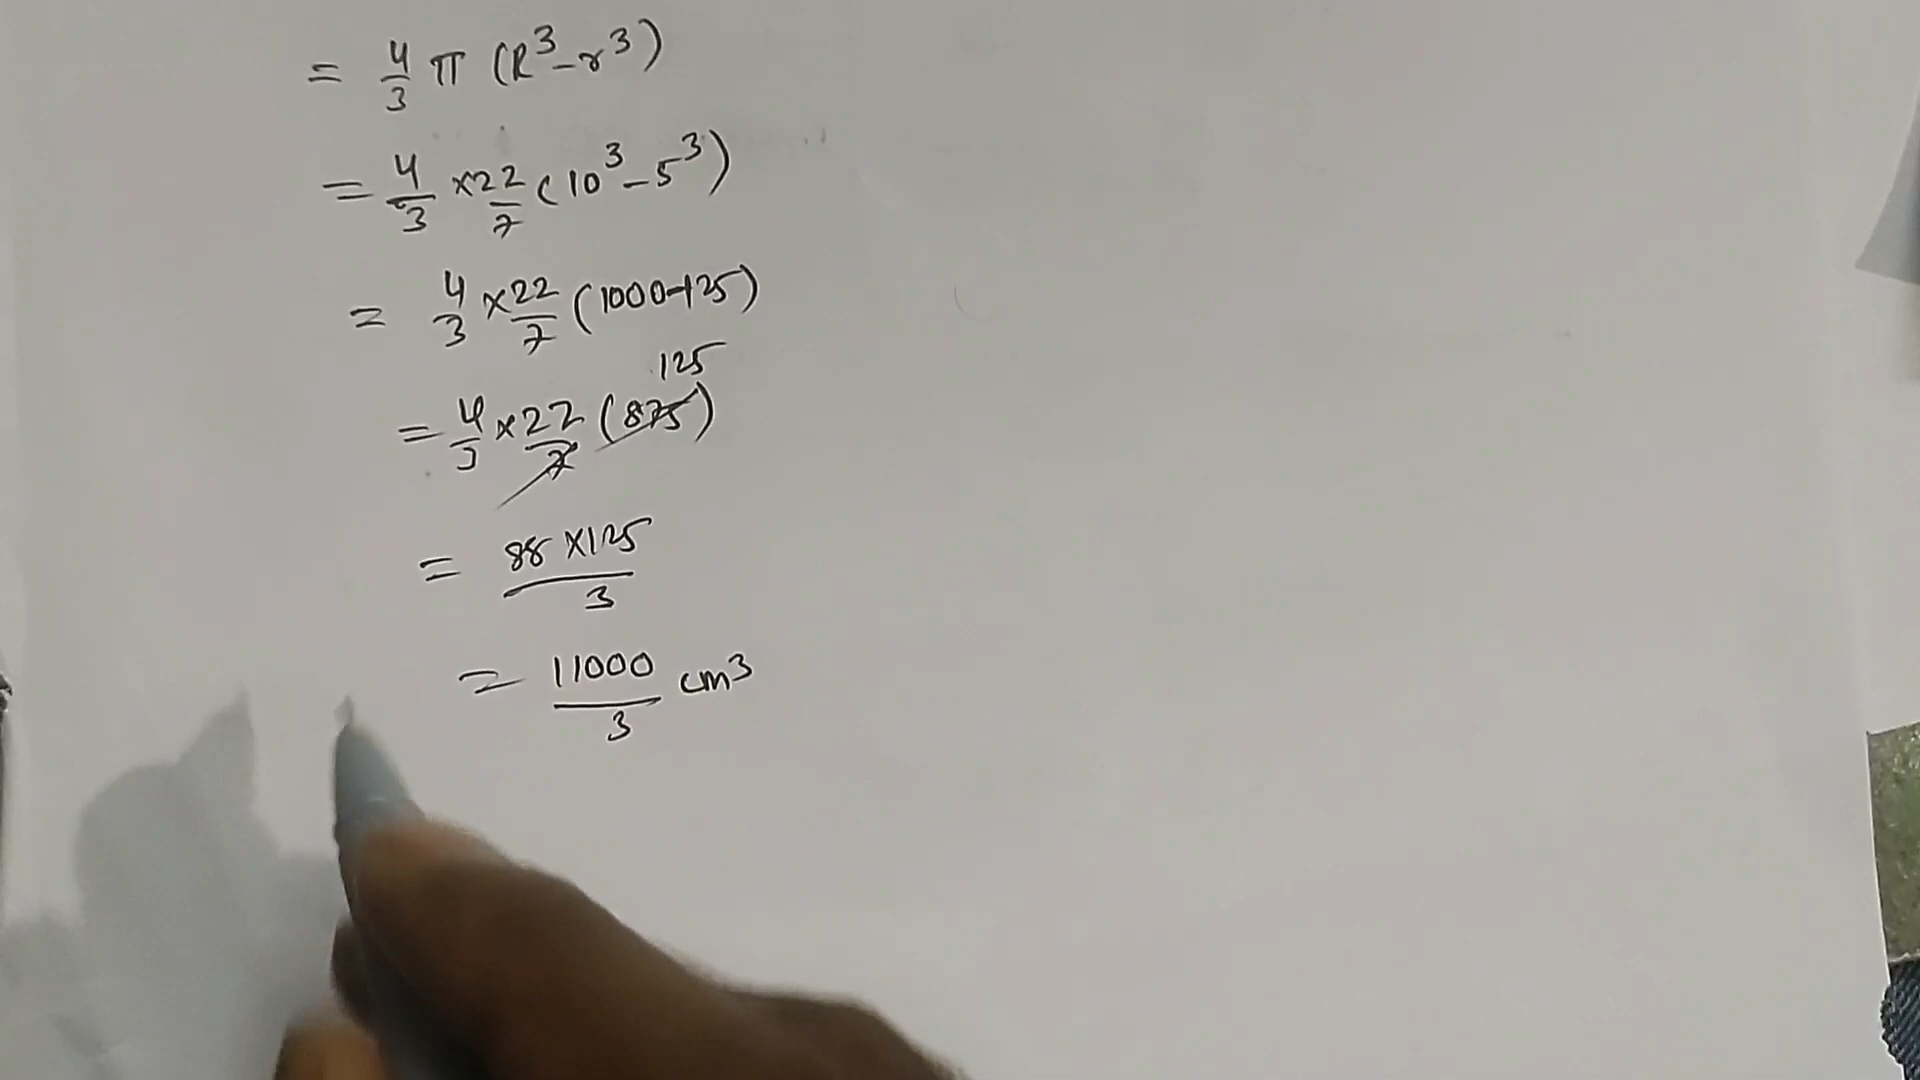 = 4/3 π (R³-r³)
= 4/3 ×22/7 (10³-5³)
= 4/3 ×22/7 (1000-125)
125
= 4/3 ×22/7 (875)
= 88×125/3
= 11000/3 cm³